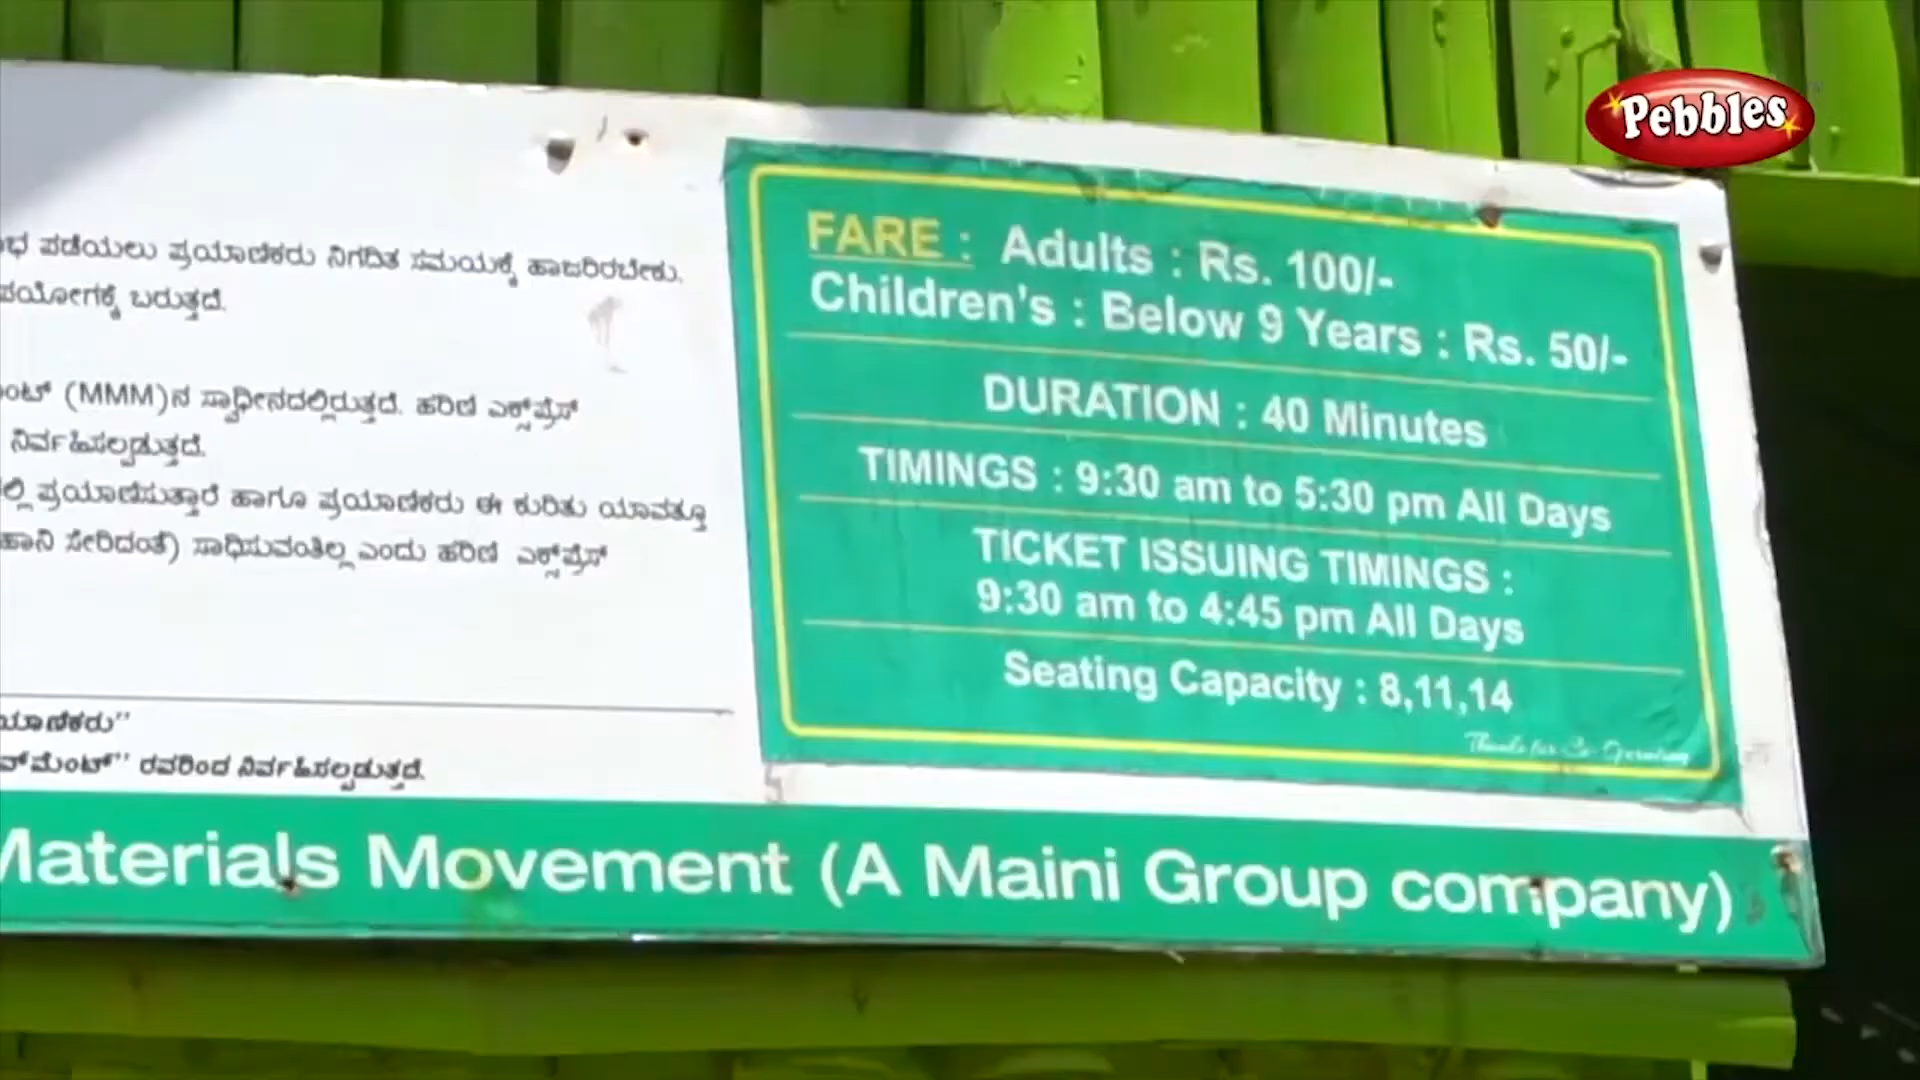 Pebbles
ಪಡೆಯಲು ಪ್ರಯಾಣಿಕರು ನಿಗದಿತ ಸಮಯಕ್ಕೆ ಹಾಜರಿರಬೇಕು.
ಬರುತ್ತದೆ.
(MMM)ನ ಸ್ವಾಧೀನದಲ್ಲಿರುತ್ತದೆ. ಹರಿಣಿ ಎಕ್ಸ್‌ಪ್ರೆಸ್
ನಿರ್ವಹಿಸಲ್ಪಡುತ್ತದೆ.
ಪ್ರಯಾಣಿಸುತ್ತಾರೆ ಹಾಗೂ ಪ್ರಯಾಣಿಕರು ಈ ಕುರಿತು ಯಾವತ್ತೂ
ಹಾನಿ ಸೇರಿದಂತೆ) ಸಾಧಿಸುವಂತಿಲ್ಲ ಎಂದು ಹರಿಣಿ ಎಕ್ಸ್‌ಪ್ರೆಸ್
ರವರಿಂದ ನಿರ್ವಹಿಸಲ್ಪಡುತ್ತದೆ.
FARE : Adults : Rs. 100/-
Children's : Below 9 Years : Rs. 50/-
DURATION : 40 Minutes
TIMINGS : 9:30 am to 5:30 pm All Days
TICKET ISSUING TIMINGS :
9:30 am to 4:45 pm All Days
Seating Capacity : 8,11,14
Thanks for Co-Operation
Materials Movement (A Maini Group company)